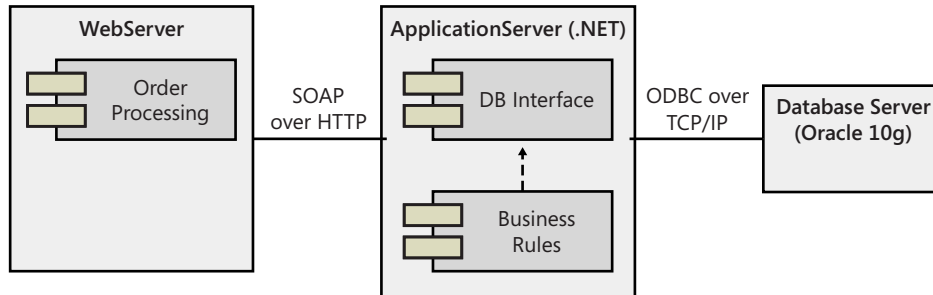 WebServer
Order
Processing
SOAP
over HTTP
ApplicationServer (.NET)
DB Interface
Business
Rules
ODBC over
TCP/IP
Database Server
(Oracle 10g)